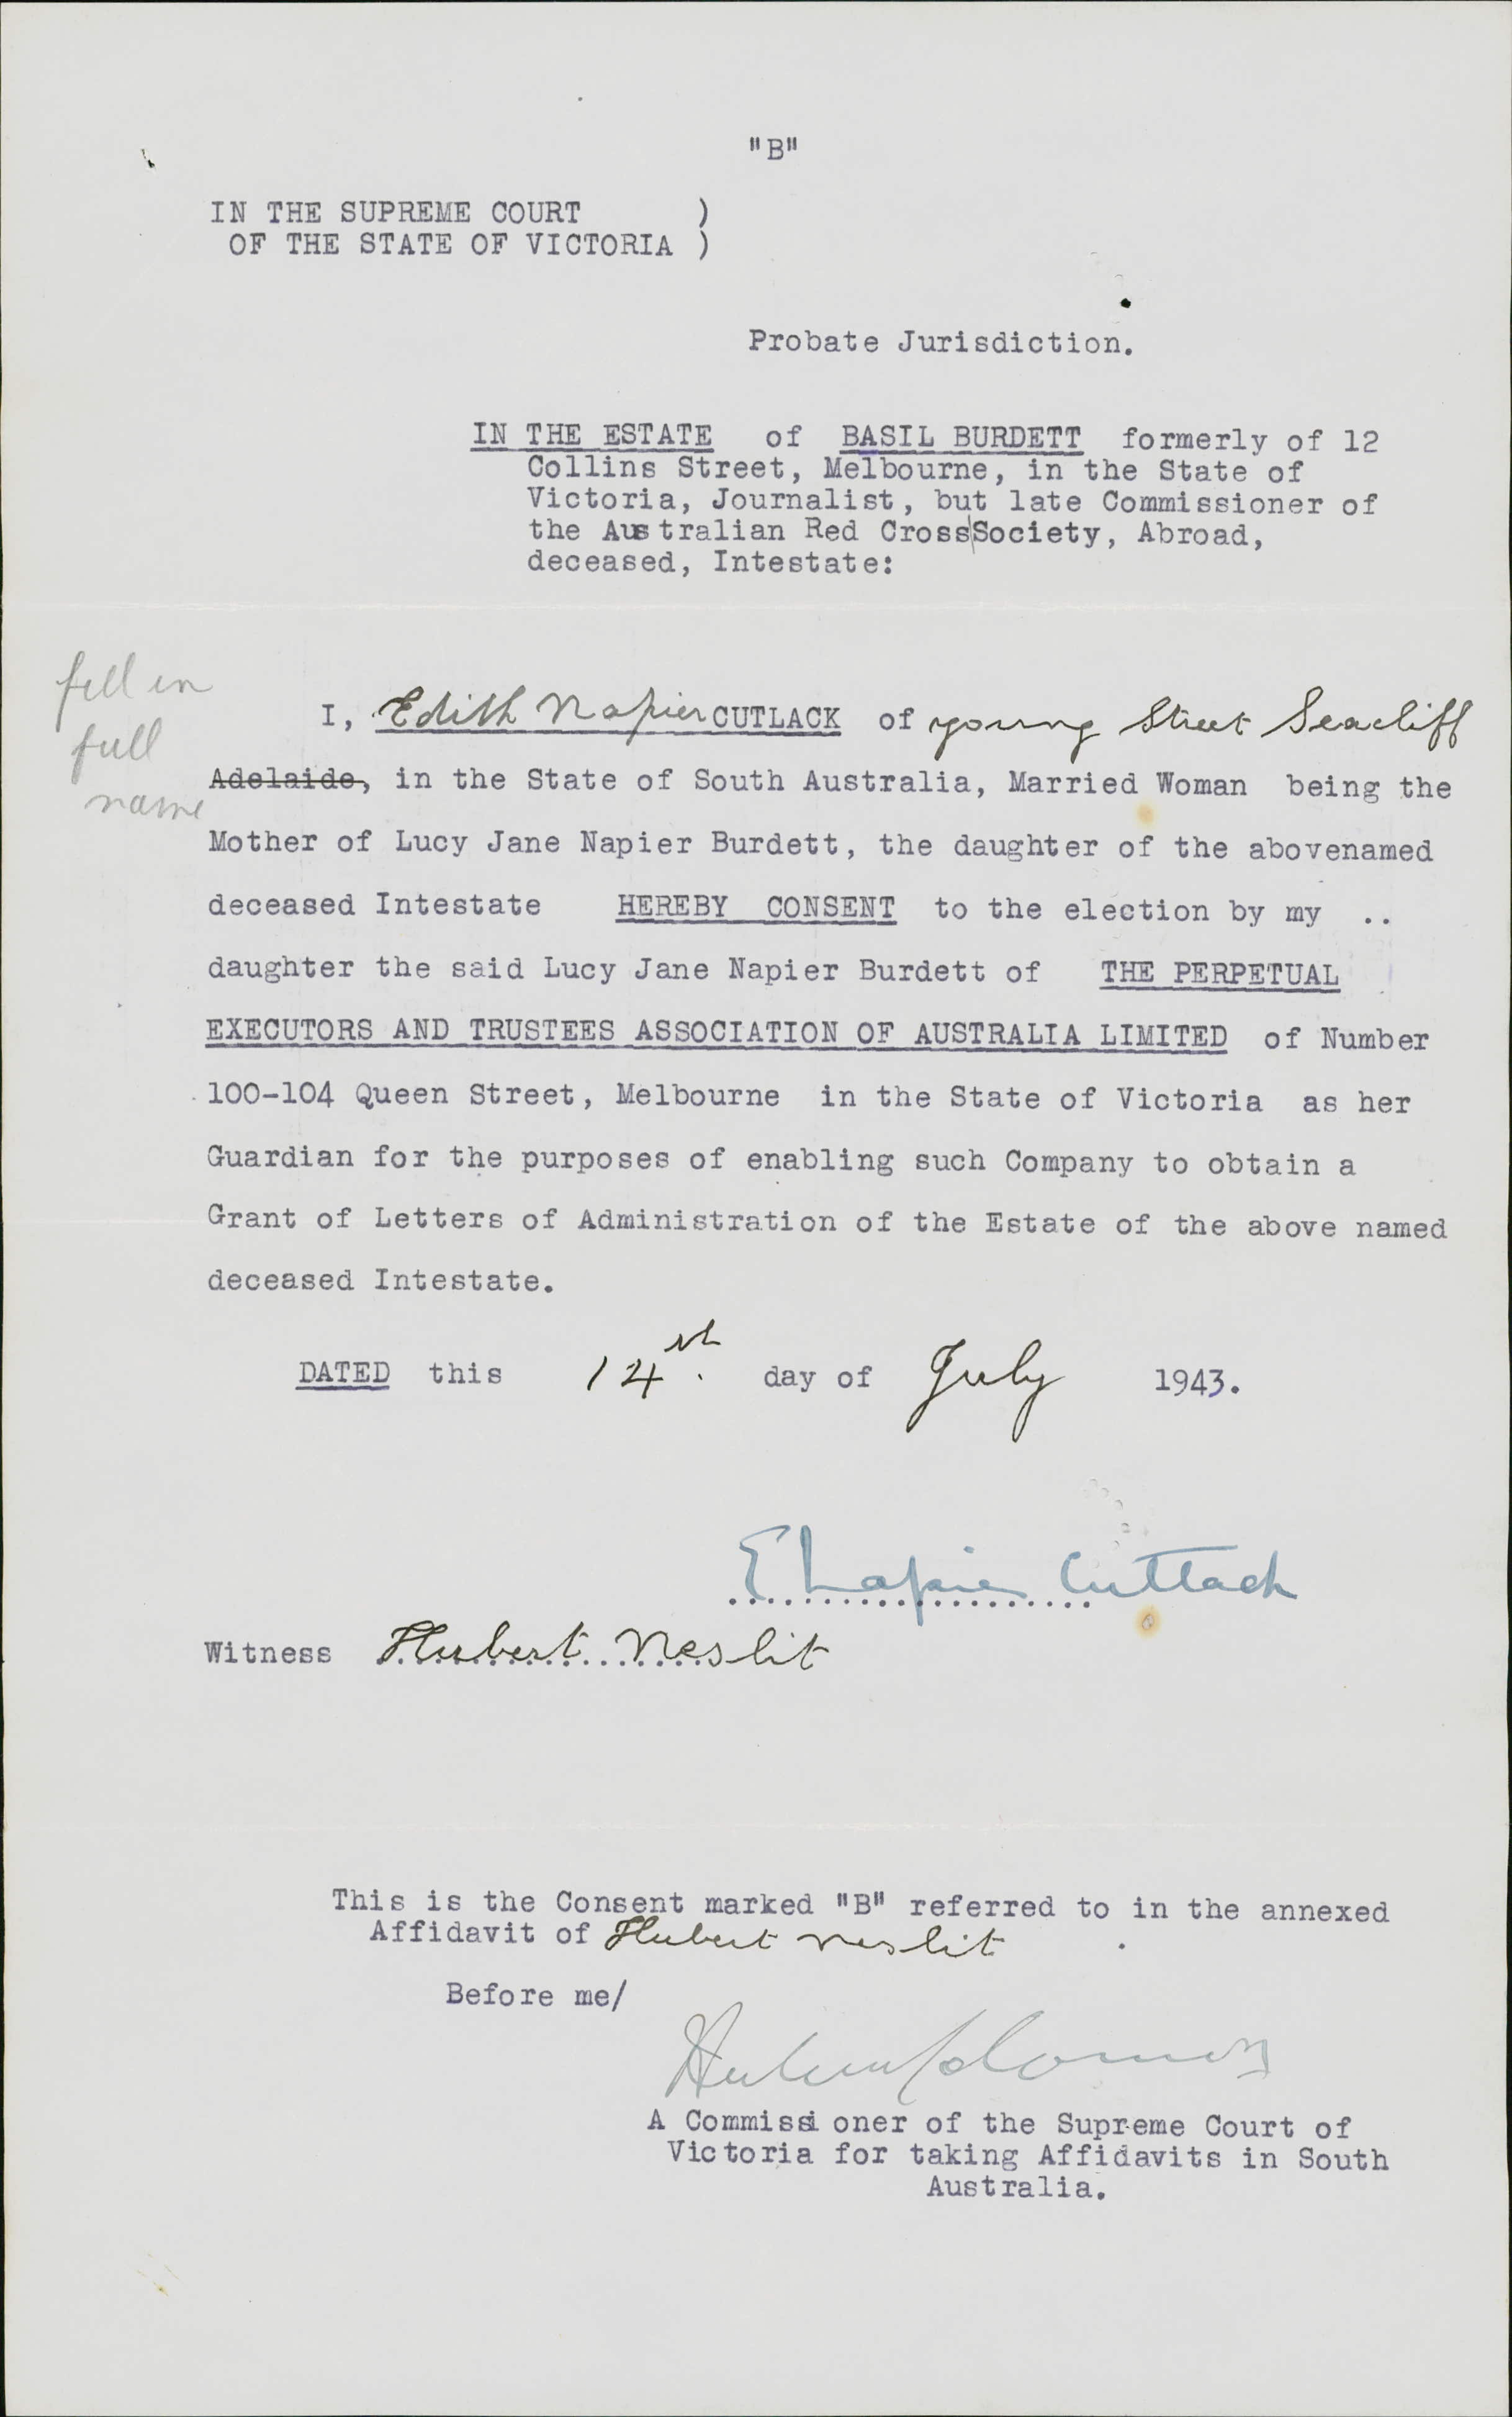 "B"
IN THE SUPREME COURT )
OF THE STATE OF VICTORIA )
Probate Jurisdiction.
IN THE ESTATE of BASIL BURDETT formerly of 12
Collins Street, Melbourne, in the State of
Victoria, Journalist, but late Commissioner of
the Australian Red Cross|Society, Abroad,
deceased, Intestate:
fill in
full
name
I, Edith Napier CUTLACK of young Street Seacliff
Adelaide, in the State of South Australia, Married Woman being the
Mother of Lucy Jane Napier Burdett, the daughter of the abovenamed
deceased Intestate HEREBY CONSENT to the election by my ..
daughter the said Lucy Jane Napier Burdett of THE PERPETUAL
EXECUTORS AND TRUSTEES ASSOCIATION OF AUSTRALIA LIMITED of Number
100-104 Queen Street, Melbourne in the State of Victoria as her
Guardian for the purposes of enabling such Company to obtain a
Grant of Letters of Administration of the Estate of the above named
deceased Intestate.
DATED this 14th. day of July 1943.
E Napier Cuttack
Witness Hubert Nesbit
This is the Consent marked "B" referred to in the annexed
Affidavit of Hubert Nesbit
Before me/
A Commissioner of the Supreme Court of
Victoria for taking Affidavits in South
Australia.